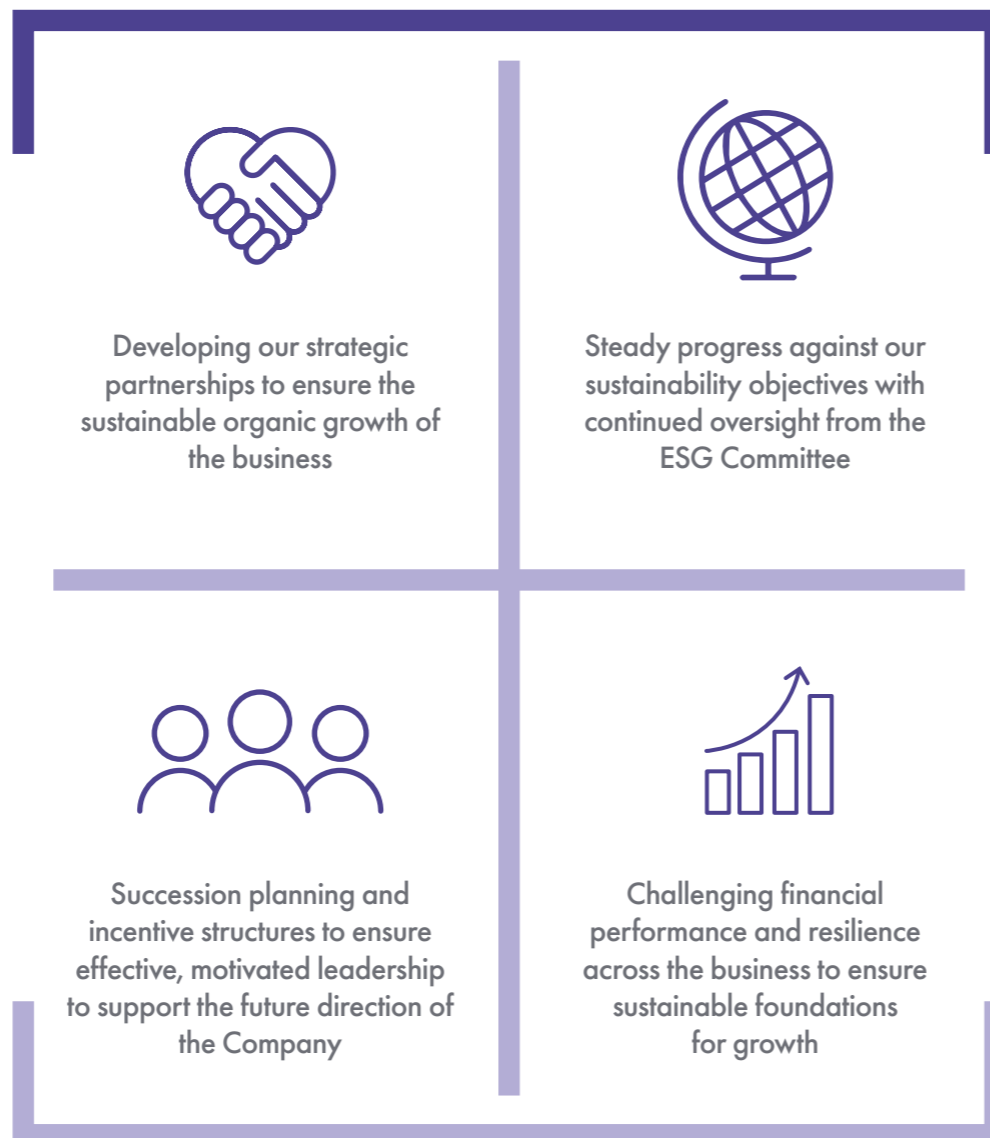 Developing our strategic
partnerships to ensure the
sustainable organic growth of
the business
Steady progress against our
sustainability objectives with
continued oversight from the
ESG Committee
Succession planning and
incentive structures to ensure
effective, motivated leadership
to support the future direction of
the Company
Challenging financial
performance and resilience
across the business to ensure
sustainable foundations
for growth